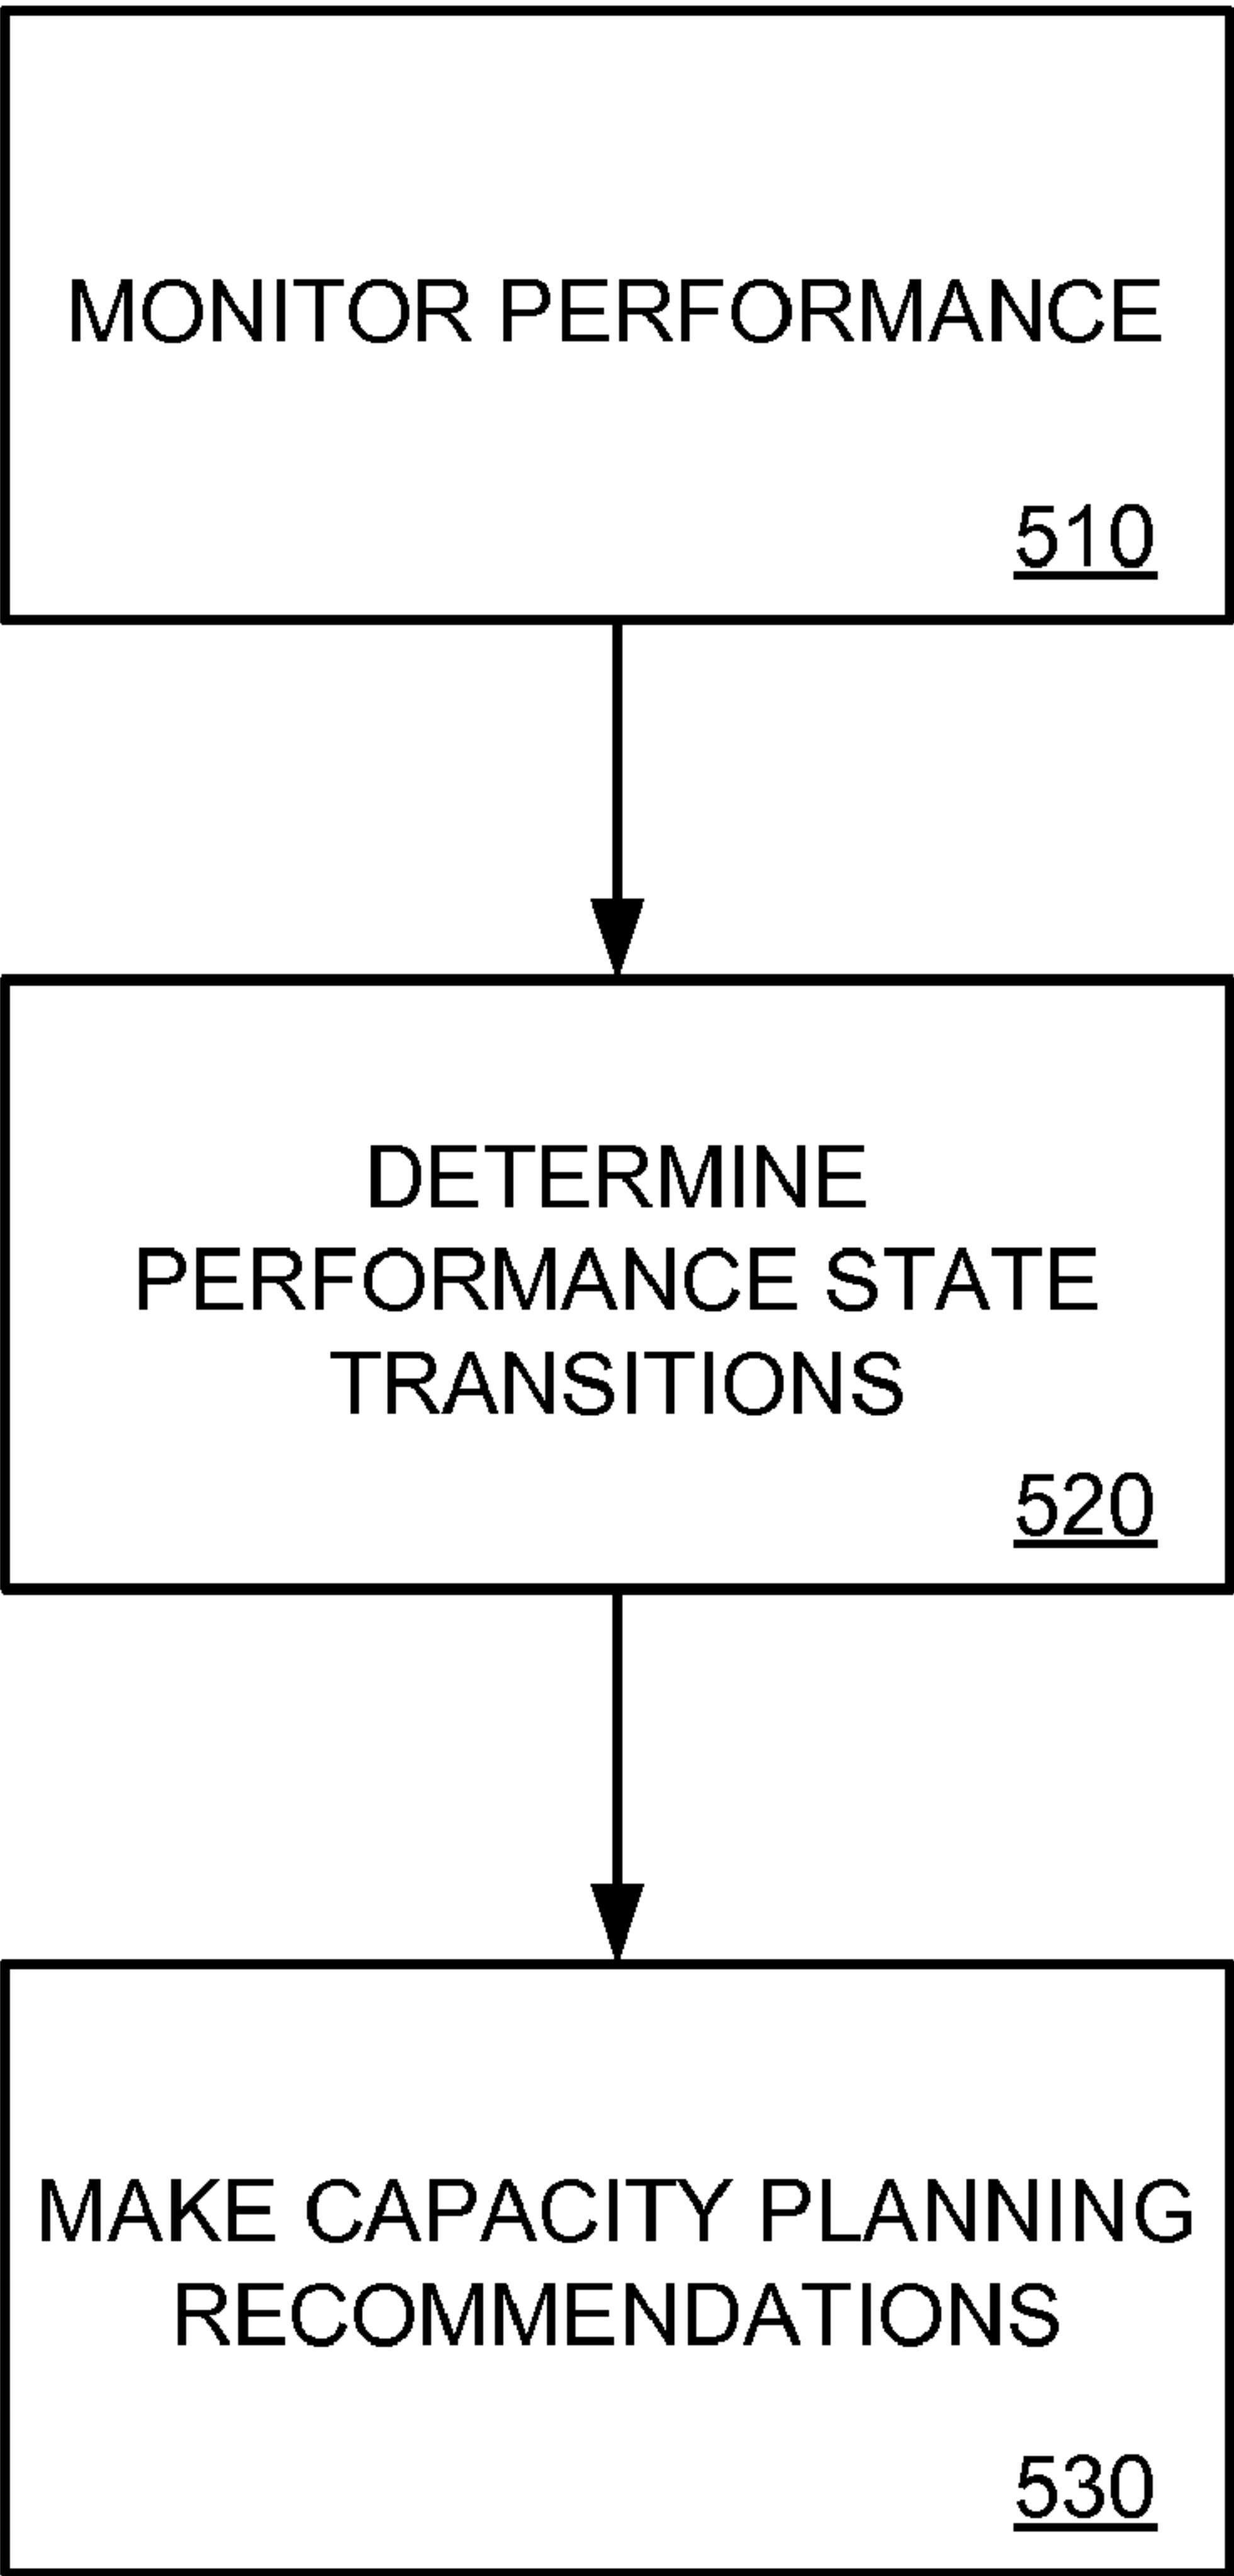 MONITOR PERFORMANCE
510
DETERMINE
PERFORMANCE STATE
TRANSITIONS
520
MAKE CAPACITY PLANNING
RECOMMENDATIONS
530